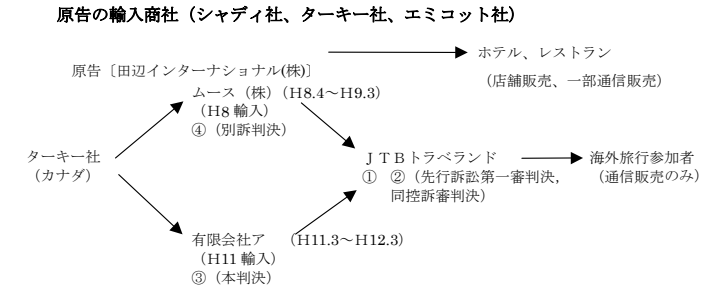 原告の輸入商社（シャディ社、ターキー社、エミコット社）
ホテル、レストラン
原告〔田辺インターナショナル(株)〕
（店舗販売、一部通信販売）
ムース（株）（H8.4～H9.3）
（H8 輸入）
④（別訴判決）
ターキー社
（カナダ）
ＪＴＢトラベランド
①　②（先行訴訟第一審判決,
同控訴審判決）
海外旅行参加者
（通信販売のみ）
有限会社ア　（H11.3～H12.3）
（H11 輸入）
③（本判決）